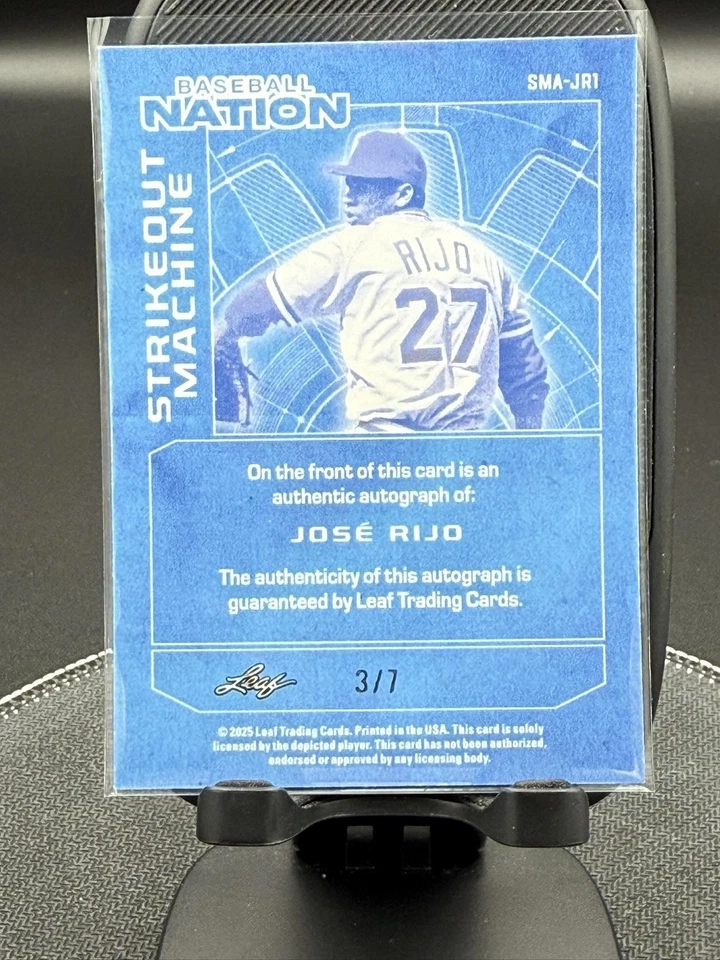 BASEBALL
NATION
SMA-JR1
STRIKEOUT
MACHINE
RIJO
27
On the front of this card is an
authentic autograph of:
JOSÉ RIJO
The authenticity of this autograph is
guaranteed by Leaf Trading Cards.
Leaf
3/7
© 2025 Leaf Trading Cards. Printed in the USA. This card is solely
licensed by the depicted player. This card has not been authorized,
endorsed or approved by any licensing body.